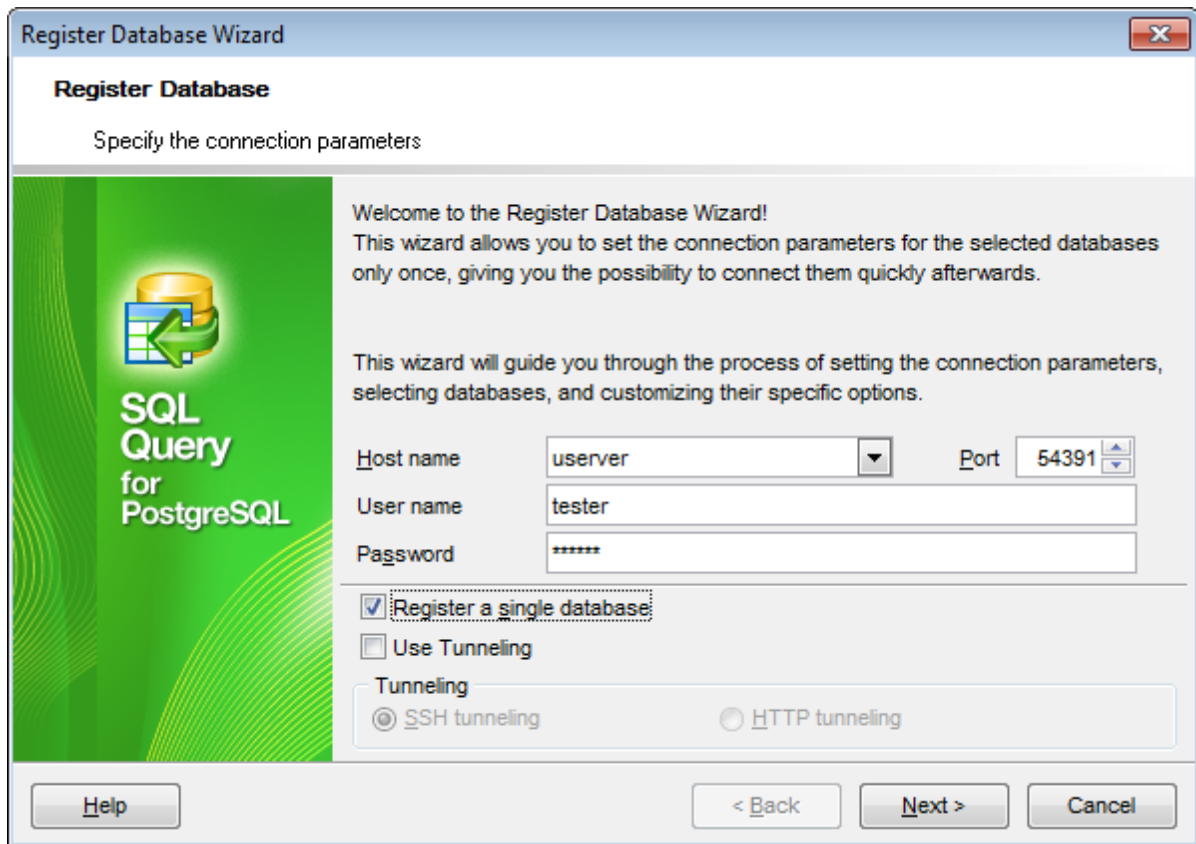 Register Database Wizard
Register Database
Specify the connection parameters
Welcome to the Register Database Wizard!
This wizard allows you to set the connection parameters for the selected databases
only once, giving you the possibility to connect them quickly afterwards.
This wizard will guide you through the process of setting the connection parameters,
selecting databases, and customizing their specific options.
SQL
Query
for
PostgreSQL
Host name userver Port 54391
User name tester
Password ******
Register a single database
Use Tunneling
Tunneling
SSH tunneling HTTP tunneling
Help < Back Next > Cancel